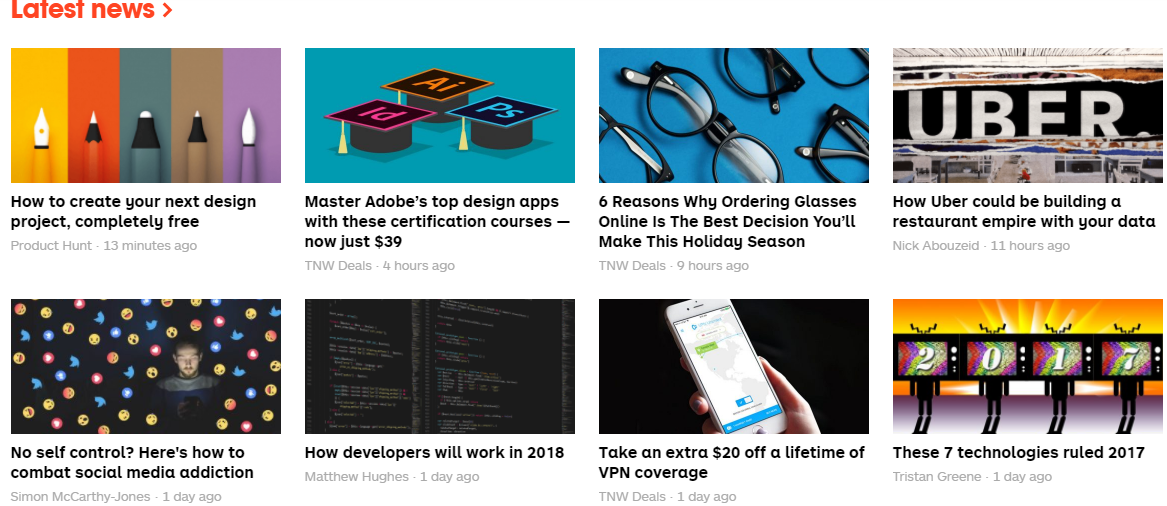 Latest news >
Id
Ai
Ps
UBER.
How to create your next design
project, completely free
Product Hunt · 13 minutes ago
Master Adobe's top design apps
with these certification courses —
now just $39
TNW Deals · 4 hours ago
6 Reasons Why Ordering Glasses
Online Is The Best Decision You'll
Make This Holiday Season
TNW Deals · 9 hours ago
How Uber could be building a
restaurant empire with your data
Nick Abouzeid · 11 hours ago
2 0 1 7
No self control? Here's how to
combat social media addiction
Simon McCarthy-Jones · 1 day ago
How developers will work in 2018
Matthew Hughes · 1 day ago
Take an extra $20 off a lifetime of
VPN coverage
TNW Deals · 1 day ago
These 7 technologies ruled 2017
Tristan Greene · 1 day ago